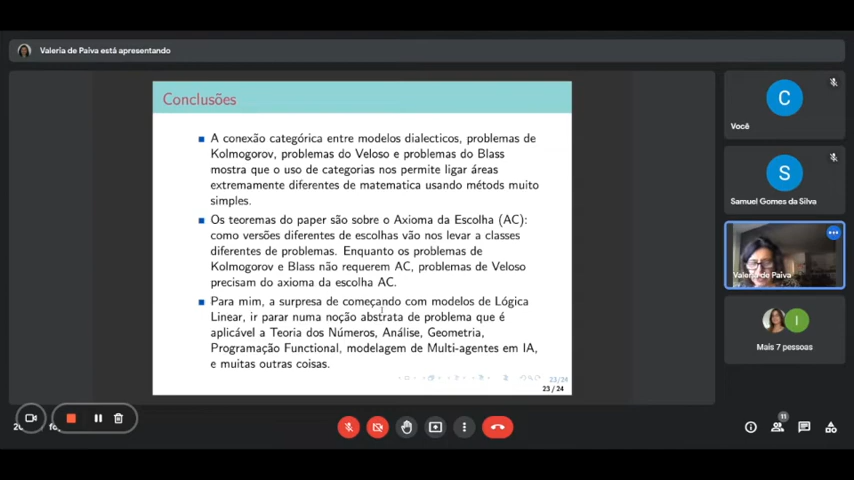 Valeria de Paiva está apresentando
Conclusões
A conexão categórica entre modelos dialecticos, problemas de
Kolmogorov, problemas do Veloso e problemas do Blass
mostra que o uso de categorias nos permite ligar áreas
extremamente diferentes de matematica usando métods muito
simples.
Os teoremas do paper são sobre o Axioma da Escolha (AC):
como versões diferentes de escolhas vão nos levar a classes
diferentes de problemas. Enquanto os problemas de
Kolmogorov e Blass não requerem AC, problemas de Veloso
precisam do axioma da escolha AC.
Para mim, a surpresa de começando com modelos de Lógica
Linear, ir parar numa noção abstrata de problema que é
aplicável a Teoria dos Números, Análise, Geometria,
Programação Functional, modelagem de Multi-agentes em IA,
e muitas outras coisas.
23/24
23 / 24
C
Você
S
Samuel Gomes da Silva
Valeria de Paiva
I
Mais 7 pessoas
11